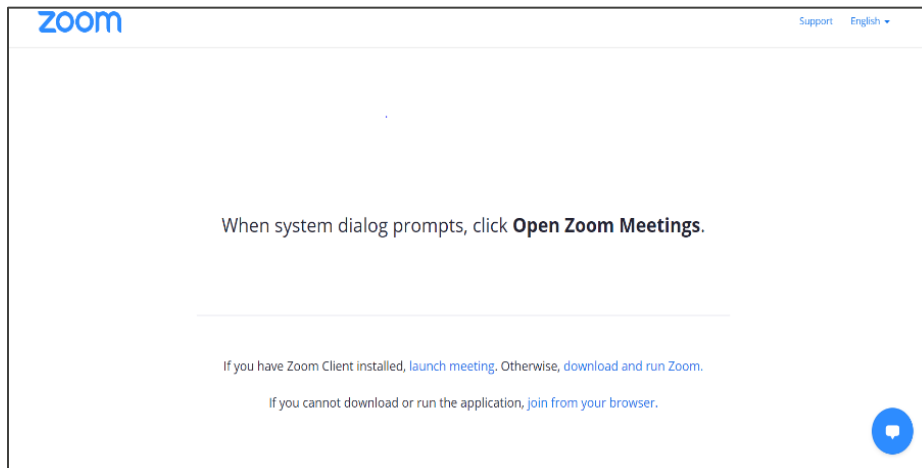 zoom
Support English
When system dialog prompts, click Open Zoom Meetings.
If you have Zoom Client installed, launch meeting. Otherwise, download and run Zoom.
If you cannot download or run the application, join from your browser.